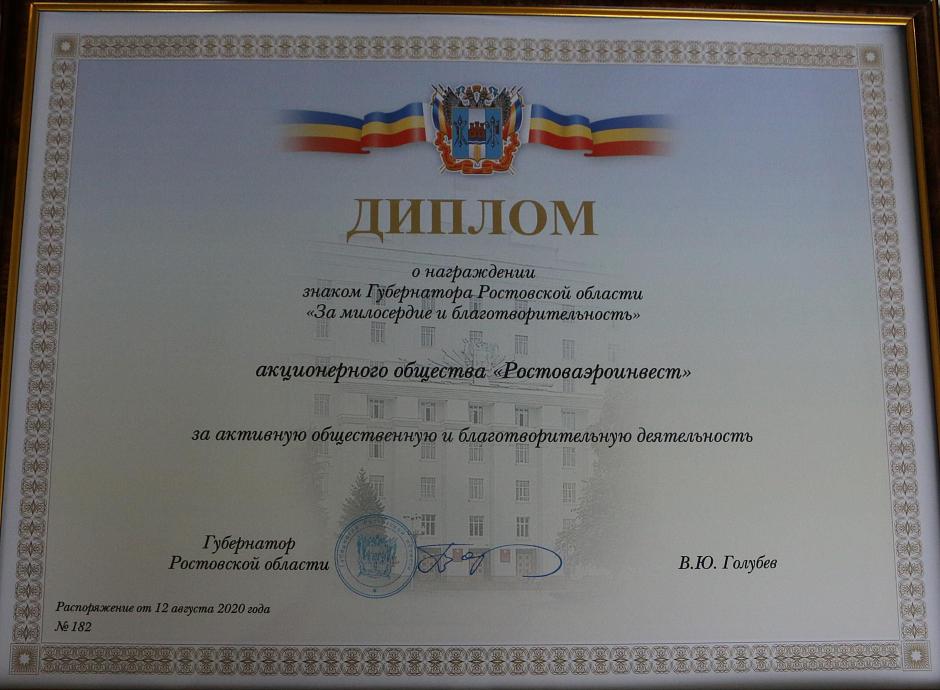 ДИПЛОМ
о награждении
знаком Губернатора Ростовской области
«За милосердие и благотворительность»
акционерного общества «Ростоваэроинвест»
за активную общественную и благотворительную деятельность
Губернатор
Ростовской области
В.Ю. Голубев
Распоряжение от 12 августа 2020 года
№ 182